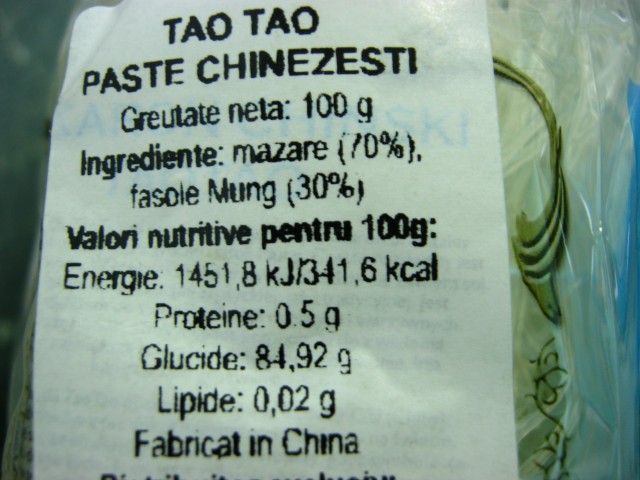 TAO TAO
PASTE CHINEZESTI
Greutate neta: 100 g
Ingrediente: mazare (70%),
fasole Mung (30%)
Valori nutritive pentru 100g:
Energie: 1451,8 kJ/341,6 kcal
Proteine: 0.5 g
Glucide: 84,92 g
Lipide: 0,02 g
Fabricat in China